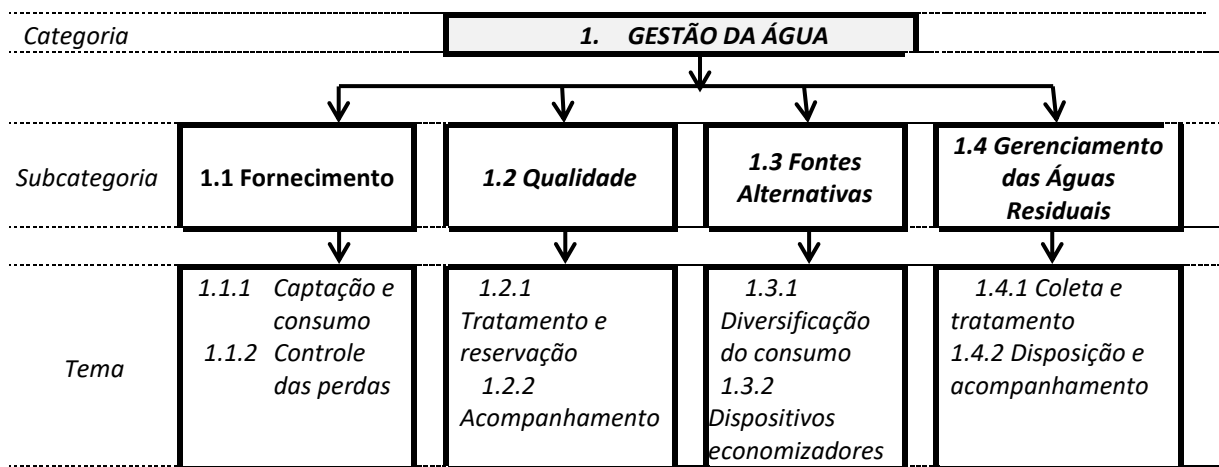 Categoria
1. GESTÃO DA ÁGUA
Subcategoria
1.1 Fornecimento
1.2 Qualidade
1.3 Fontes
Alternativas
1.4 Gerenciamento
das Águas
Residuais
Tema
1.1.1 Captação e
consumo
1.1.2 Controle
das perdas
1.2.1
Tratamento e
reservação
1.2.2
Acompanhamento
1.3.1
Diversificação
do consumo
1.3.2
Dispositivos
economizadores
1.4.1 Coleta e
tratamento
1.4.2 Disposição e
acompanhamento